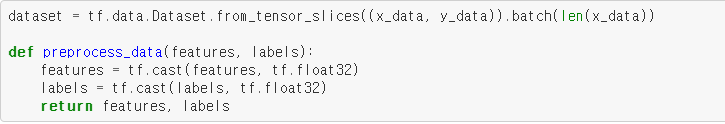 dataset = tf.data.Dataset.from_tensor_slices((x_data, y_data)).batch(len(x_data))
def preprocess_data(features, labels):
    features = tf.cast(features, tf.float32)
    labels = tf.cast(labels, tf.float32)
    return features, labels